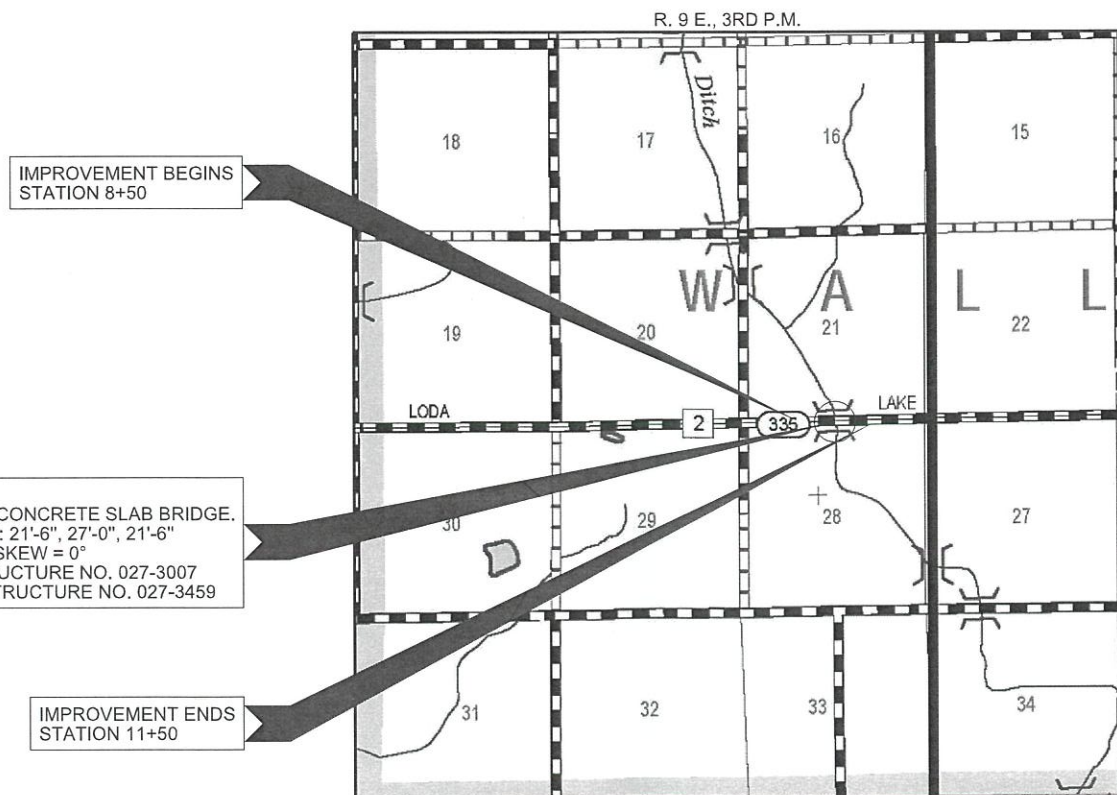 R. 9 E., 3RD P.M.
IMPROVEMENT BEGINS
STATION 8+50
18
17
Ditch
16
15
W A L L
19
20
21
22
LODA
2
335
LAKE
CONCRETE SLAB BRIDGE.
: 21'-6", 27'-0", 21'-6"
SKEW = 0°
UCTURE NO. 027-3007
TRUCTURE NO. 027-3459
30
29
28
27
IMPROVEMENT ENDS
STATION 11+50
31
32
33
34